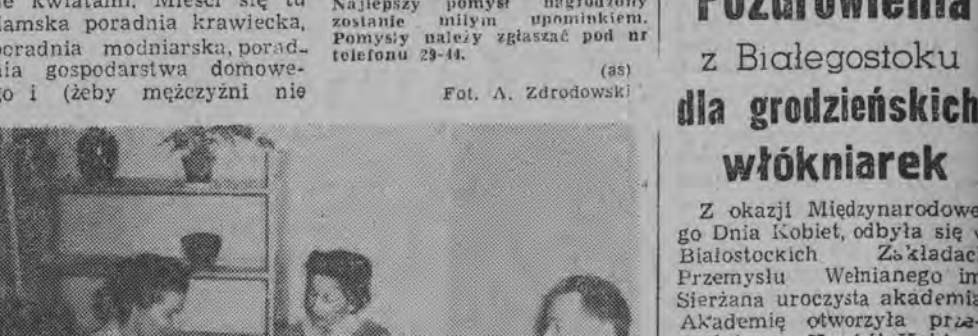 kwiatami. Mieści się tu
damska poradnia krawiecka,
poradnia modniarska, porad-
nia gospodarstwa domowe-
go i (żeby mężczyźni nie
Najlepszy pomysł nagrodzony
zostanie miłym upominkiem.
Pomysły należy zgłaszać pod nr
telefonu 29-44.
(as)
Fot. A. Zdrodowski
Pozdrowienia
z Białegostoku
dla grodzieńskich
włókniarek
Z okazji Międzynarodowe
go Dnia Kobiet, odbyła się w
Białostockich Zakładach
Przemysłu Wełnianego im
Sierżana uroczysta akademia
Akademię otworzyła